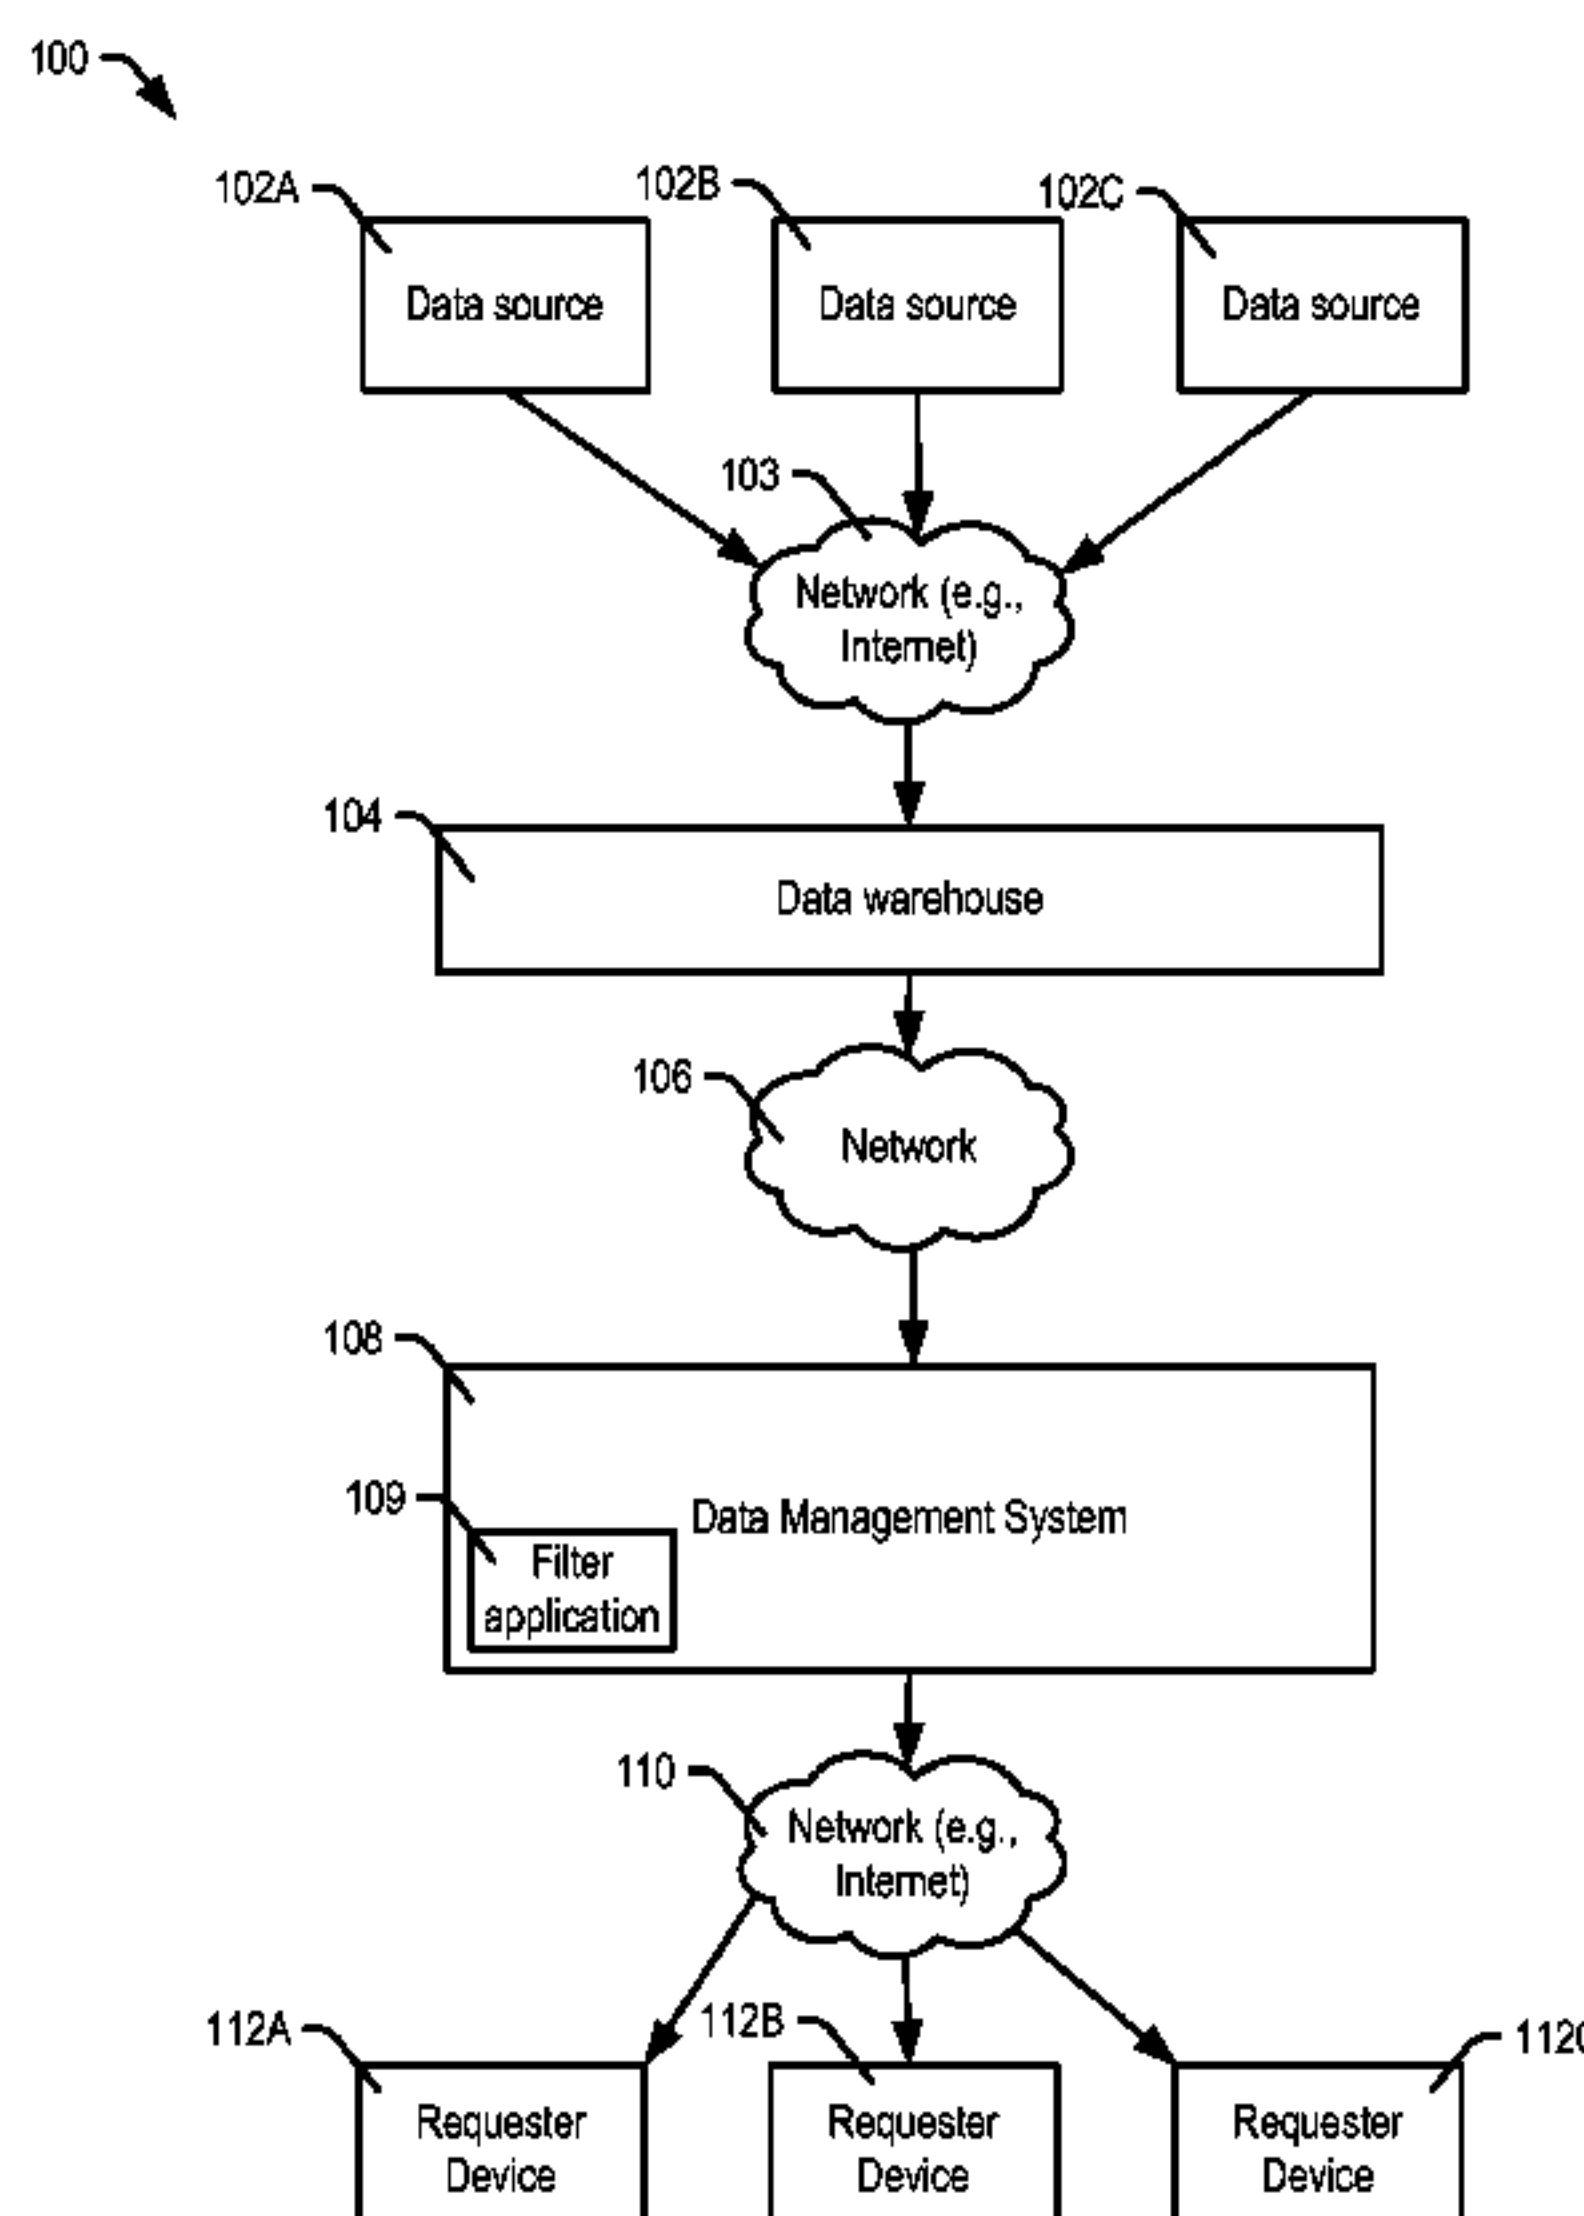 100
102A
102B
102C
Data source
Data source
Data source
103
Network (e.g.,
Internet)
104
Data warehouse
106
Network
108
109
Data Management System
Filter
application
110
Network (e.g.,
Internet)
112A
112B
112C
Requester
Device
Requester
Device
Requester
Device